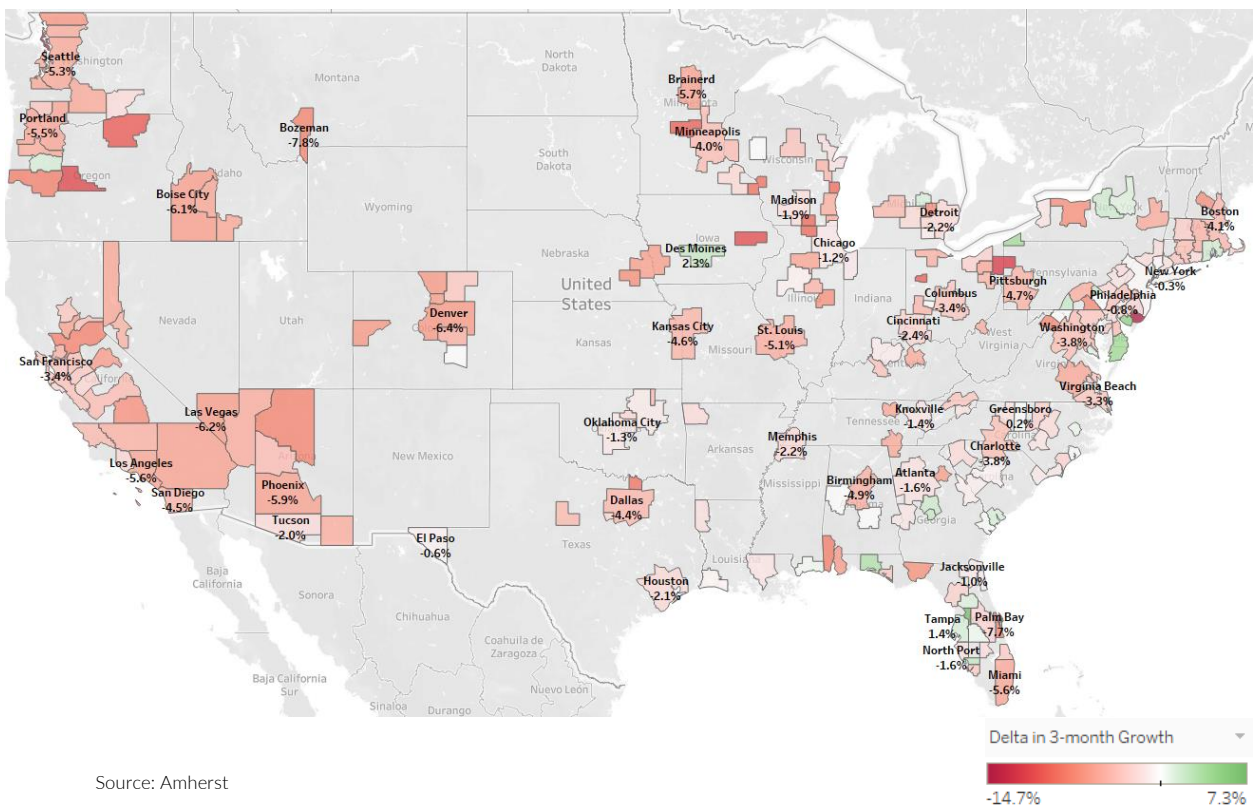 Seattle
-5.3%
Portland
-5.5%
Oregon
Montana
Bozeman
-7.8%
Boise City
-6.1%
Idaho
Wyoming
North
Dakota
South
Dakota
Brainerd
-5.7%
Minneapolis
-4.0%
Wisconsin
Madison
-1.9%
Chicago
-1.2%
Detroit
-2.2%
Vermont
Boston
-4.1%
New York
-0.3%
Pennsylvania
Pittsburgh
-4.7%
Philadelphia
-0.8%
Washington
-3.8%
Virginia Beach
-3.3%
West
Virginia
Columbus
-3.4%
Cincinnati
-2.4%
Indiana
Illinois
Iowa
Des Moines
2.3%
Nebraska
United
States
Kansas
Kansas City
-4.6%
St. Louis
-5.1%
Missouri
Denver
-6.4%
Utah
Nevada
San Francisco
-3.4%
California
Las Vegas
-6.2%
Los Angeles
-5.6%
San Diego
-4.5%
Arizona
Phoenix
-5.9%
Tucson
-2.0%
New Mexico
El Paso
-0.6%
Oklahoma City
-1.3%
Dallas
-4.4%
Texas
Houston
-2.1%
Arkansas
Louisiana
Memphis
-2.2%
Mississippi
Tennessee
Knoxville
-1.4%
Greensboro
0.2%
Charlotte
-3.8%
Birmingham
-4.9%
Atlanta
-1.6%
Georgia
Jacksonville
-1.0%
Tampa
1.4%
Palm Bay
-7.7%
North Port
-1.6%
Miami
-5.6%
Baja
California
Sonora
Chihuahua
Coahuila de
Zaragoza
Baja California
Sur
Sinaloa
Durango
Nuevo León
Delta in 3-month Growth
-14.7%
7.3%
Source: Amherst